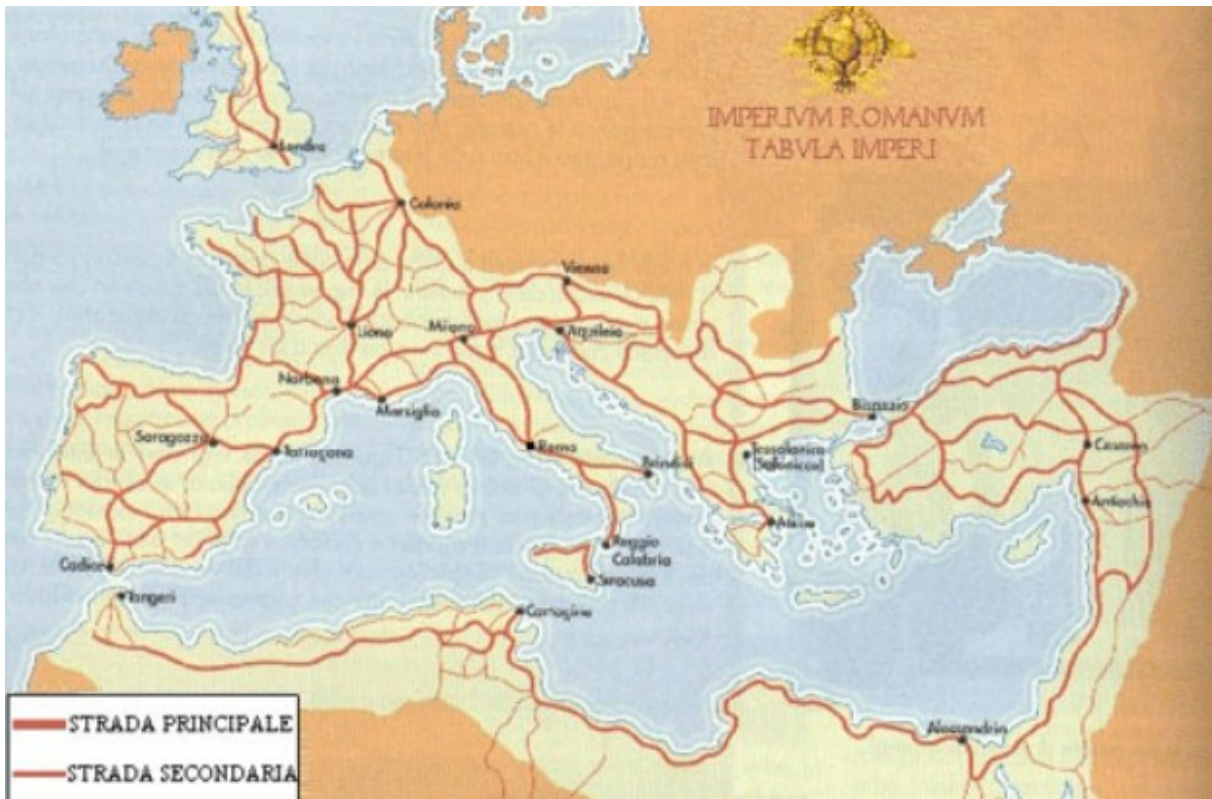 IMPERIVM ROMANVM
TABVLA IMPERI
Londra
Colonia
Vienna
Lione
Milano
Aquileia
Narbona
Marsiglia
Bisanzio
Saragozza
Tarragona
Roma
Brindisi
Tessalonica
(Salonicco)
Cesarea
Antiochia
Atene
Reggio
Calabria
Siracusa
Cadice
Tangeri
Cartagine
Alessandria
STRADA PRINCIPALE
STRADA SECONDARIA